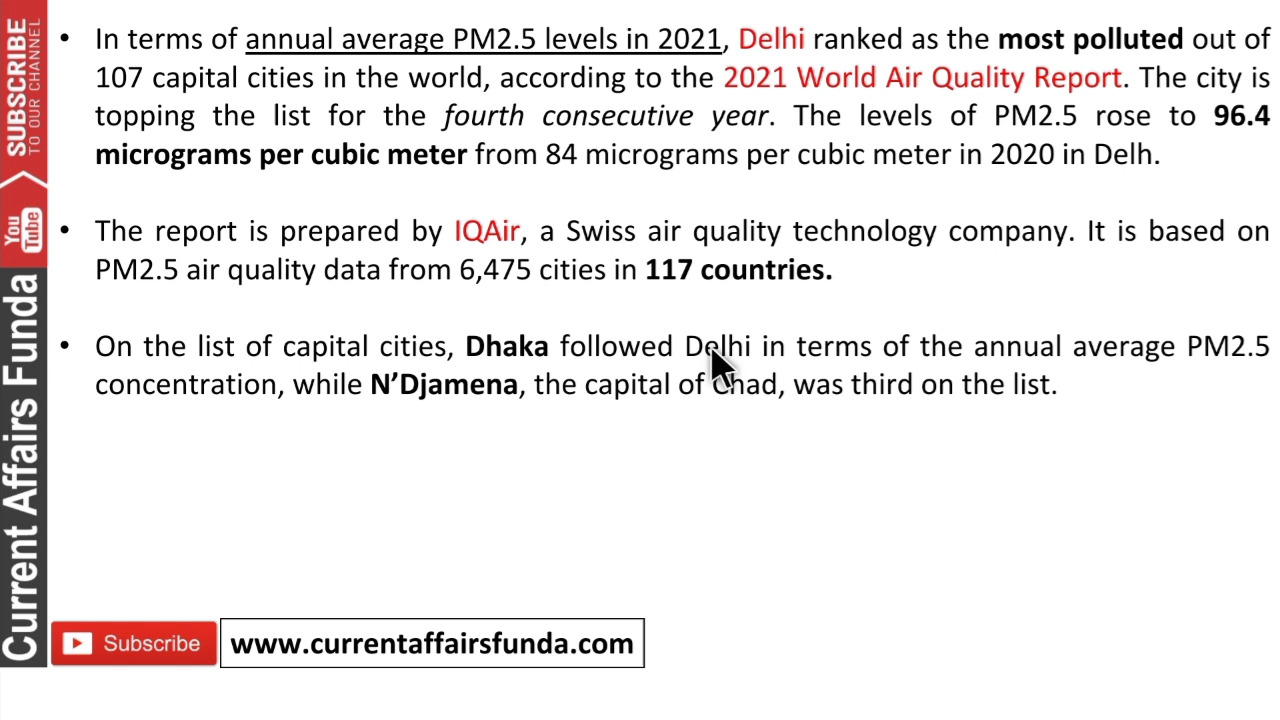 SUBSCRIBE
TO OUR CHANNEL
You
Tube
Current Affairs Funda
• In terms of annual average PM2.5 levels in 2021, Delhi ranked as the most polluted out of
107 capital cities in the world, according to the 2021 World Air Quality Report. The city is
topping the list for the fourth consecutive year. The levels of PM2.5 rose to 96.4
micrograms per cubic meter from 84 micrograms per cubic meter in 2020 in Delh.
• The report is prepared by IQAir, a Swiss air quality technology company. It is based on
PM2.5 air quality data from 6,475 cities in 117 countries.
• On the list of capital cities, Dhaka followed Delhi in terms of the annual average PM2.5
concentration, while N’Djamena, the capital of Chad, was third on the list.
Subscribe
www.currentaffairsfunda.com